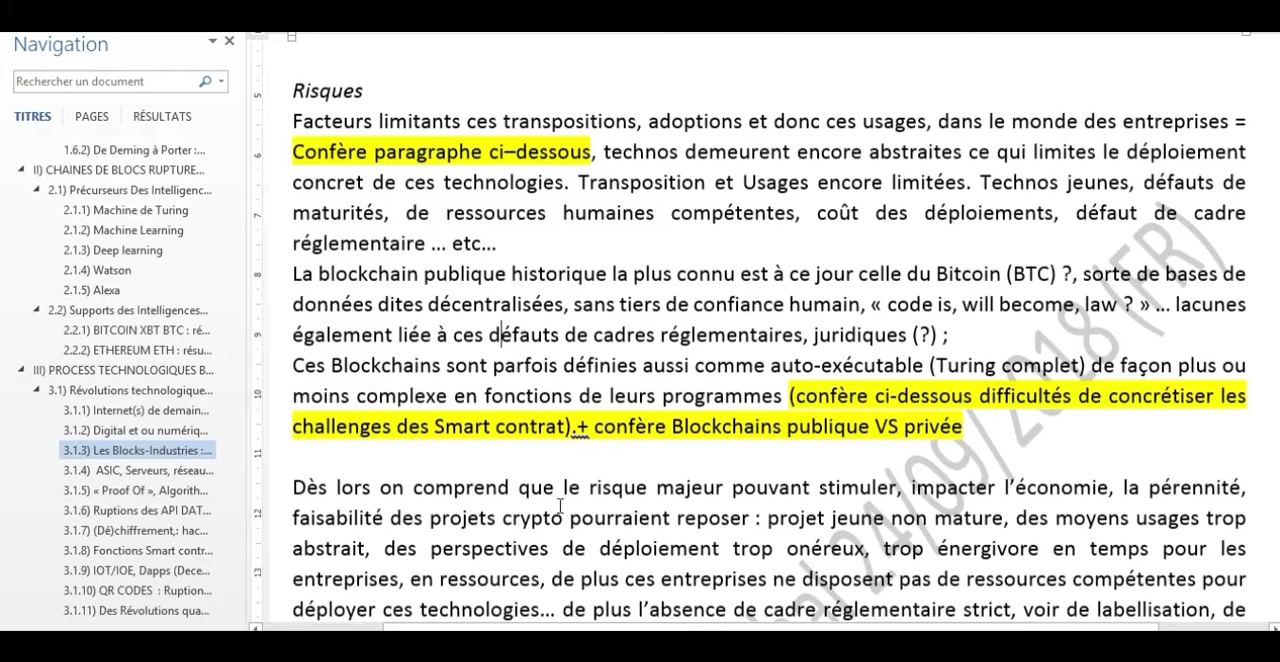 Navigation
Rechercher un document
TITRES PAGES RÉSULTATS
1.6.2) De Deming à Porter :...
II) CHAINES DE BLOCS RUPTURE...
2.1) Précurseurs Des Intelligenc...
2.1.1) Machine de Turing
2.1.2) Machine Learning
2.1.3) Deep learning
2.1.4) Watson
2.1.5) Alexa
2.2) Supports des Intelligences...
2.2.1) BITCOIN XBT BTC : ré...
2.2.2) ETHEREUM ETH : résu...
III) PROCESS TECHNOLOGIQUES B...
3.1) Révolutions technologique...
3.1.1) Internet(s) de demain...
3.1.2) Digital et ou numériq...
3.1.3) Les Blocks-Industries :...
3.1.4) ASIC, Serveurs, réseau...
3.1.5) « Proof Of », Algorith...
3.1.6) Ruptions des API DAT...
3.1.7) (Dé)chiffrement,: hac...
3.1.8) Fonctions Smart contr...
3.1.9) IOT/IOE, Dapps (Dece...
3.1.10) QR CODES : Ruption...
3.1.11) Des Révolutions qua...
5
6
7
8
9
10
11
12
13
Risques
Facteurs limitants ces transpositions, adoptions et donc ces usages, dans le monde des entreprises =
Confère paragraphe ci–dessous, technos demeurent encore abstraites ce qui limites le déploiement
concret de ces technologies. Transposition et Usages encore limitées. Technos jeunes, défauts de
maturités, de ressources humaines compétentes, coût des déploiements, défaut de cadre
réglementaire ... etc...
La blockchain publique historique la plus connu est à ce jour celle du Bitcoin (BTC) ?, sorte de bases de
données dites décentralisées, sans tiers de confiance humain, « code is, will become, law ? » ... lacunes
également liée à ces défauts de cadres réglementaires, juridiques (?) ;
Ces Blockchains sont parfois définies aussi comme auto-exécutable (Turing complet) de façon plus ou
moins complexe en fonctions de leurs programmes (confère ci-dessous difficultés de concrétiser les
challenges des Smart contrat).+ confère Blockchains publique VS privée
Dès lors on comprend que le risque majeur pouvant stimuler, impacter l'économie, la pérennité,
faisabilité des projets crypto pourraient reposer : projet jeune non mature, des moyens usages trop
abstrait, des perspectives de déploiement trop onéreux, trop énergivore en temps pour les
entreprises, en ressources, de plus ces entreprises ne disposent pas de ressources compétentes pour
déployer ces technologies... de plus l'absence de cadre réglementaire strict, voir de labellisation, de
24/09/2018 (FR)